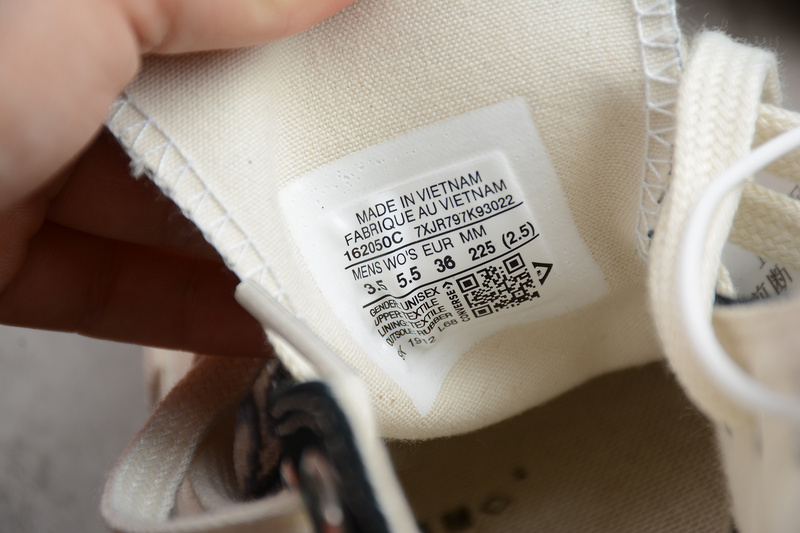 MADE IN VIETNAM
FABRIQUE AU VIETNAM
162050C 7XJR797K93022
MENS WO'S EUR MM
3.5 5.5 36 225 (2.5)
GENDER: UNISEX
UPPER: TEXTILE
LINING: TEXTILE
OUTSOLE: RUBBER
L68
CONVERSE